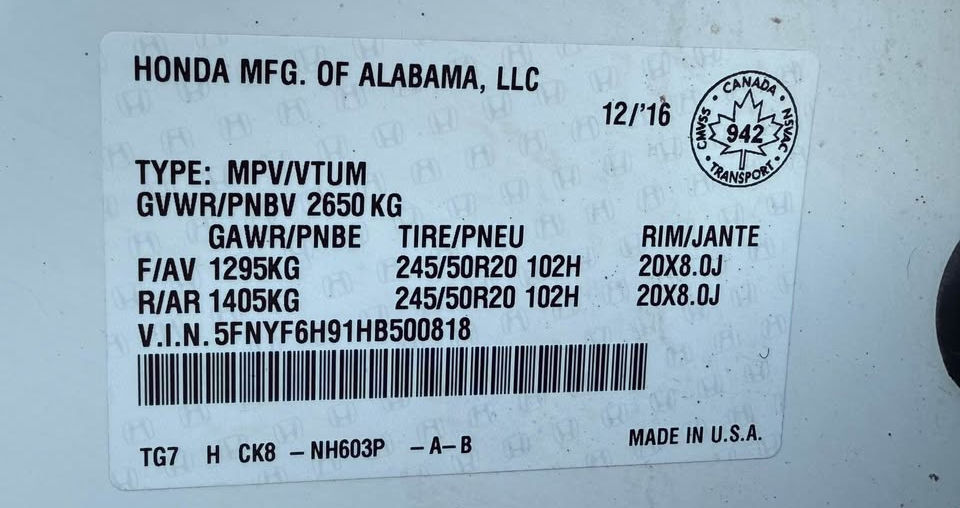 HONDA MFG. OF ALABAMA, LLC
12/'16
CANADA
CMVSS 942 NSVAC
TRANSPORT
TYPE: MPV/VTUM
GVWR/PNBV 2650 KG
GAWR/PNBE TIRE/PNEU RIM/JANTE
F/AV 1295KG 245/50R20 102H 20X8.0J
R/AR 1405KG 245/50R20 102H 20X8.0J
V.I.N. 5FNYF6H91HB500818
TG7 H CK8 -NH603P -A-B
MADE IN U.S.A.